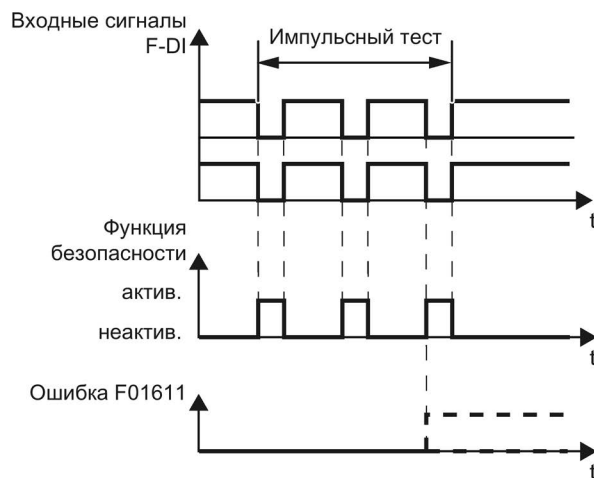 Входные сигналы
F-DI
Импульсный тест
t
Функция
безопасности
актив.
неактив.
t
Ошибка F01611
t